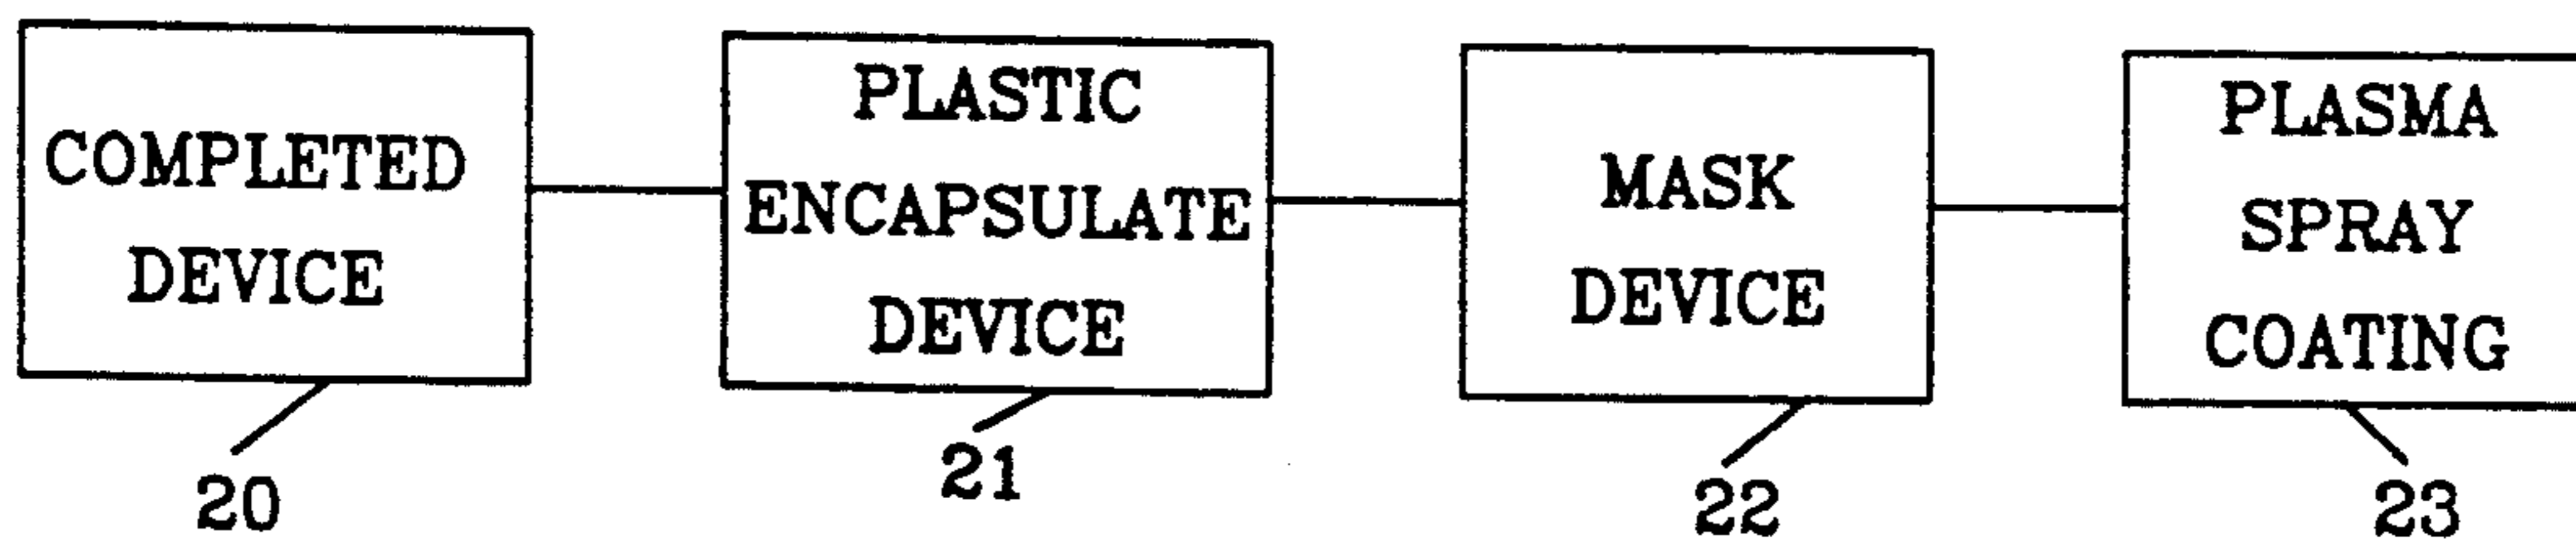 COMPLETED
DEVICE
20
PLASTIC
ENCAPSULATE
DEVICE
21
MASK
DEVICE
22
PLASMA
SPRAY
COATING
23